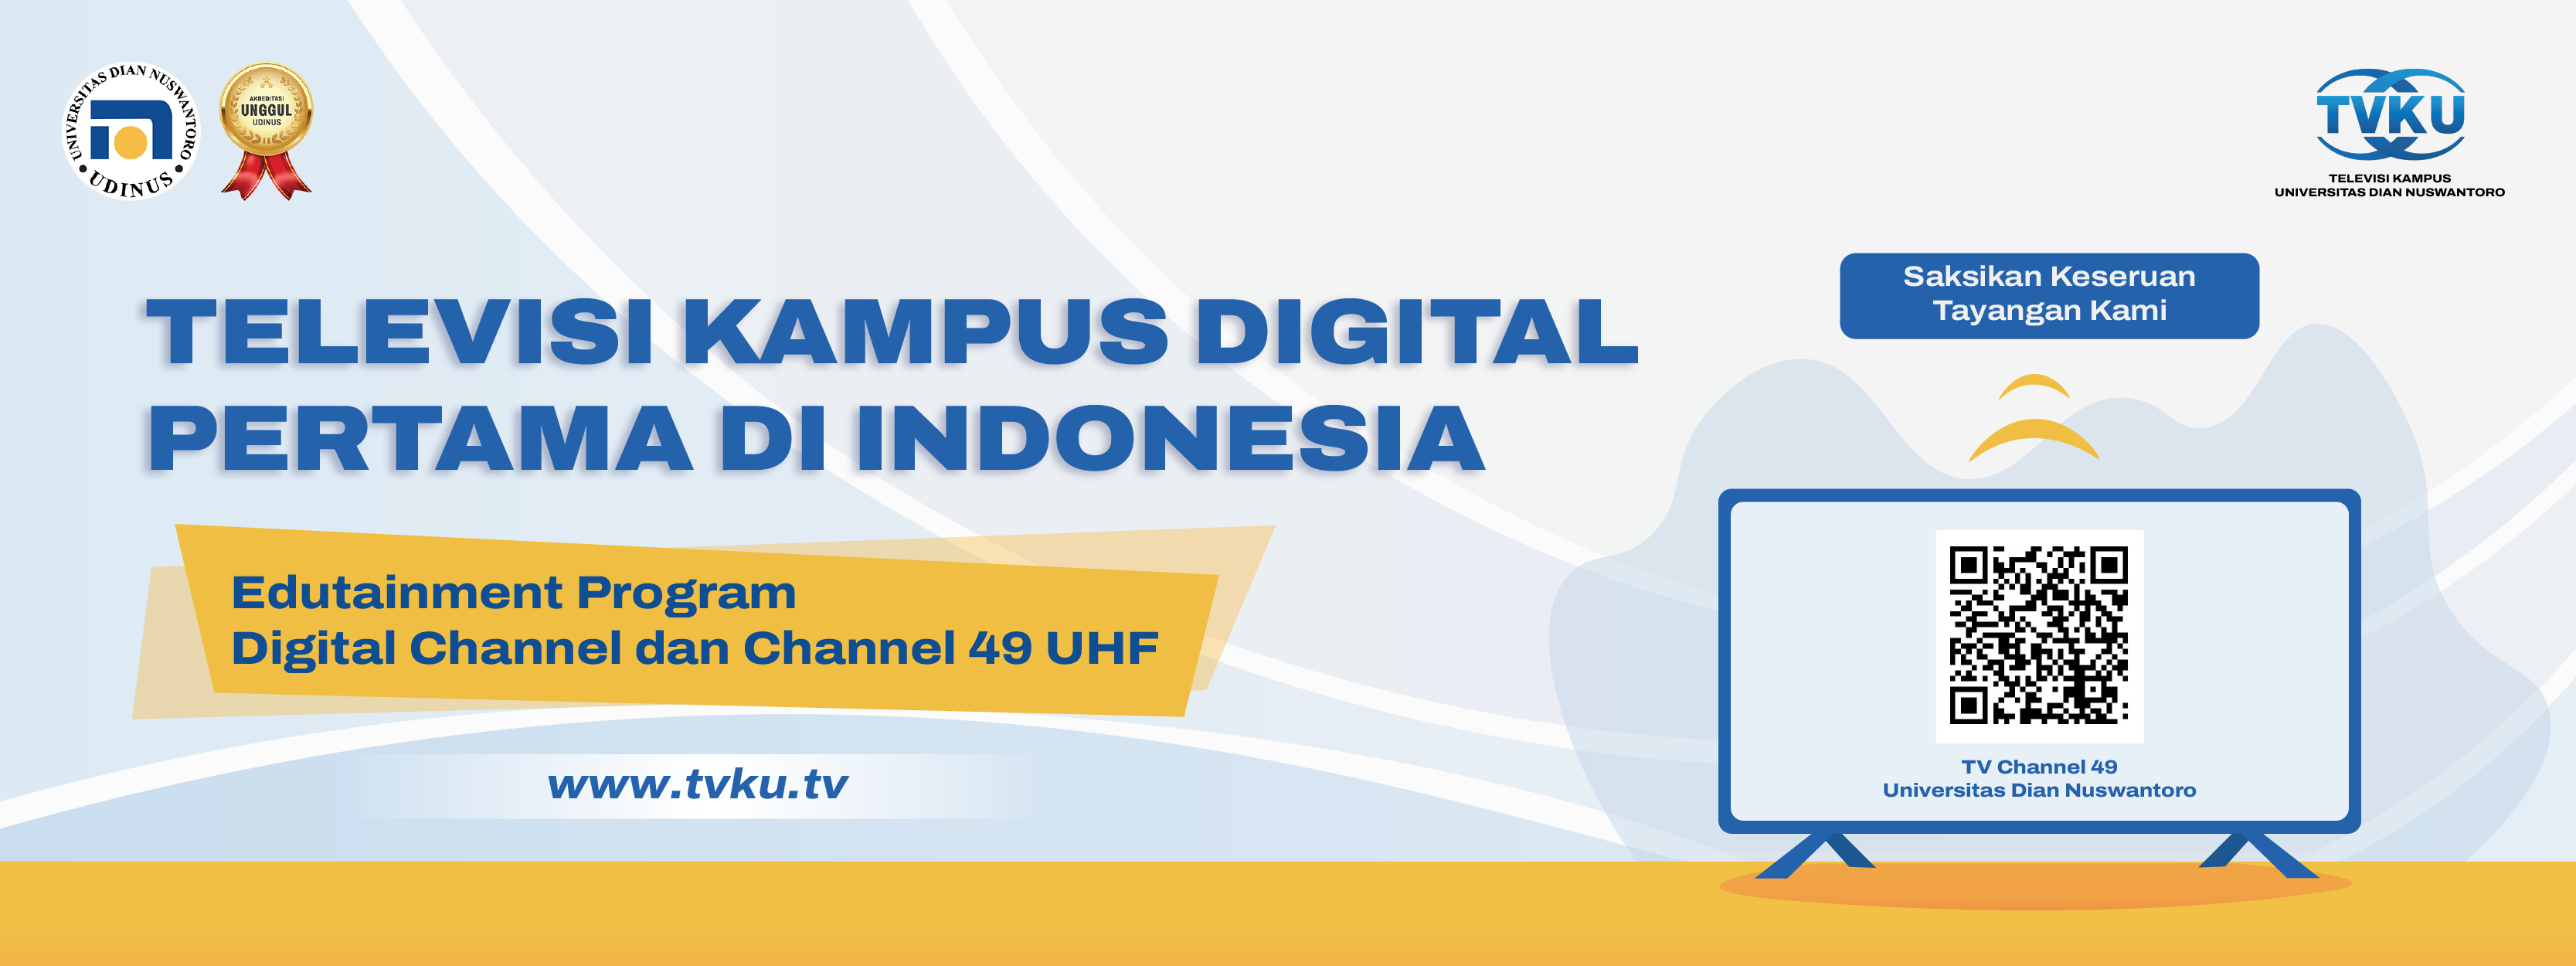 UNIVERSITAS DIAN NUSWANTORO
UDINUS
AKREDITASI
UNGGUL
UDINUS
TVKU
TELEVISI KAMPUS
UNIVERSITAS DIAN NUSWANTORO
TELEVISI KAMPUS DIGITAL
PERTAMA DI INDONESIA
Edutainment Program
Digital Channel dan Channel 49 UHF
www.tvku.tv
Saksikan Keseruan
Tayangan Kami
TV Channel 49
Universitas Dian Nuswantoro